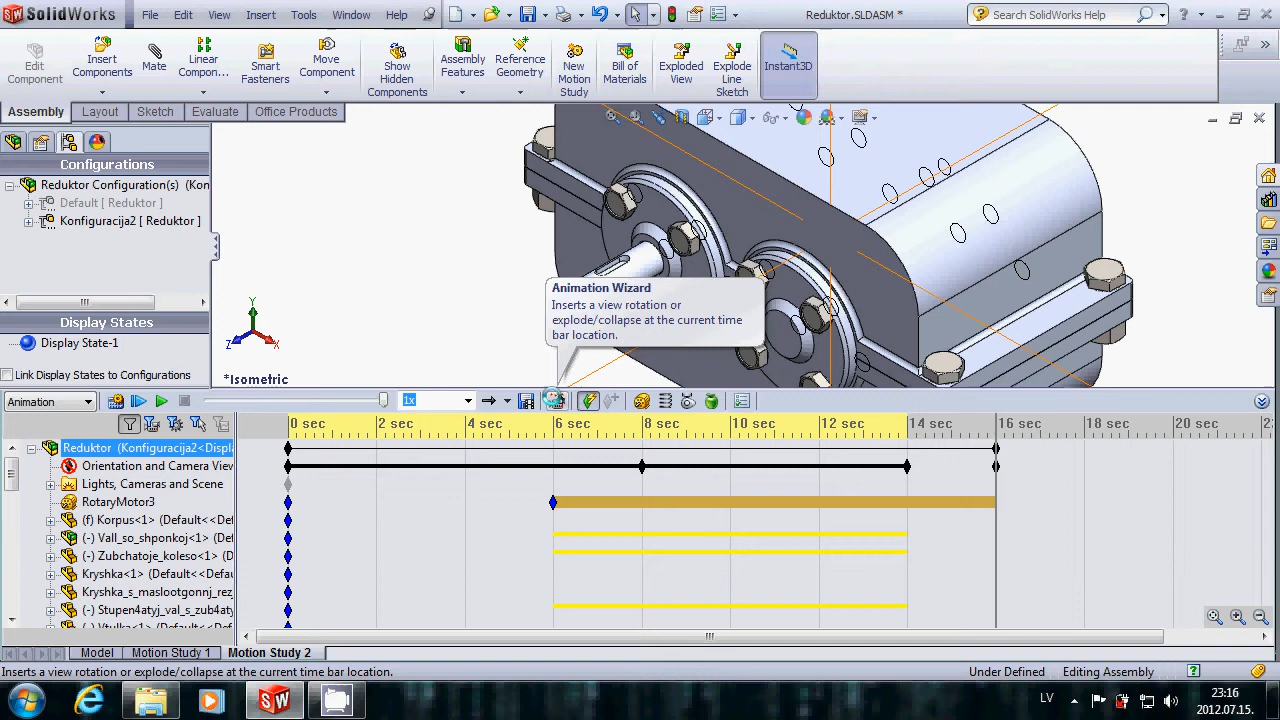 SolidWorks File Edit View Insert Tools Window Help Reduktor.SLDASM * Search SolidWorks Help
Edit Component
Insert Components
Mate
Linear Compon...
Smart Fasteners
Move Component
Show Hidden Components
Assembly Features
Reference Geometry
New Motion Study
Bill of Materials
Exploded View
Explode Line Sketch
Instant3D
Assembly Layout Sketch Evaluate Office Products
Configurations
Reduktor Configuration(s) (Kon
Default [ Reduktor ]
Konfiguracija2 [ Reduktor ]
Display States
Display State-1
Link Display States to Configurations
Y
Z
X
*Isometric
Animation Wizard
Inserts a view rotation or
explode/collapse at the current time
bar location.
Animation 1x
0 sec 2 sec 4 sec 6 sec 8 sec 10 sec 12 sec 14 sec 16 sec 18 sec 20 sec 22
Reduktor (Konfiguracija2<Displa
Orientation and Camera View
Lights, Cameras and Scene
RotaryMotor3
(f) Korpus<1> (Default<<Def
(-) Vall_so_shponkoj<1> (Def
(-) Zubchatoje_koleso<1> (D
Kryshka<1> (Default<<Defa
Kryshka_s_maslootgonnj_rez
(-) Stupen4atyj_val_s_zub4at
Model Motion Study 1 Motion Study 2
Inserts a view rotation or explode/collapse at the current time bar location. Under Defined Editing Assembly
LV 23:16
2012.07.15.